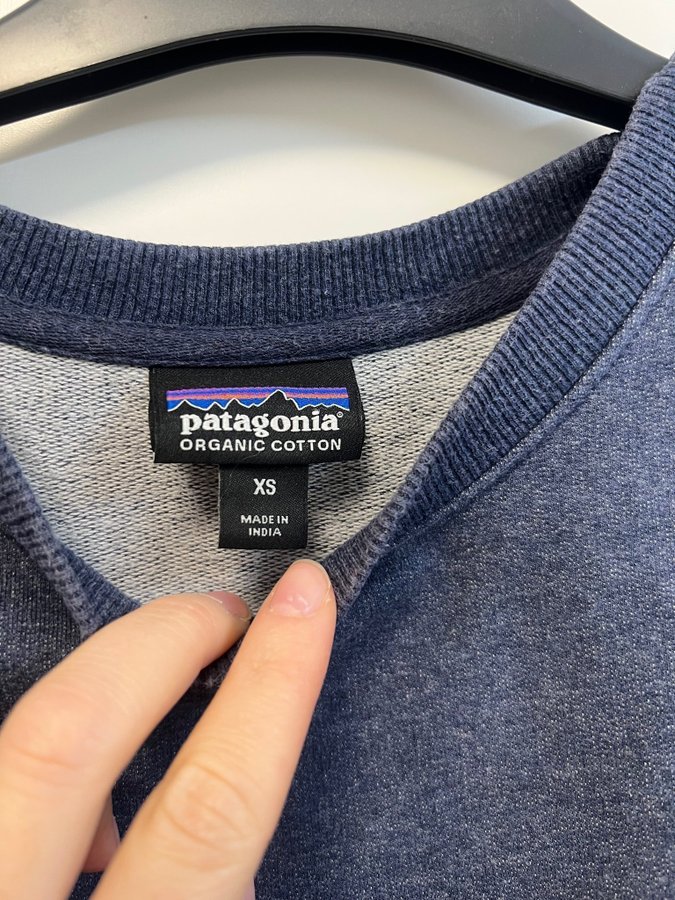 patagonia®
ORGANIC COTTON
XS
MADE IN
INDIA